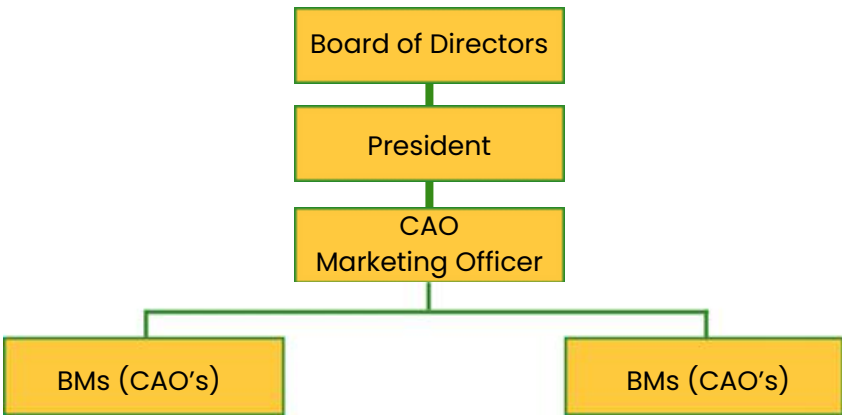 Board of Directors
President
CAO
Marketing Officer
BMs (CAO’s)
BMs (CAO’s)